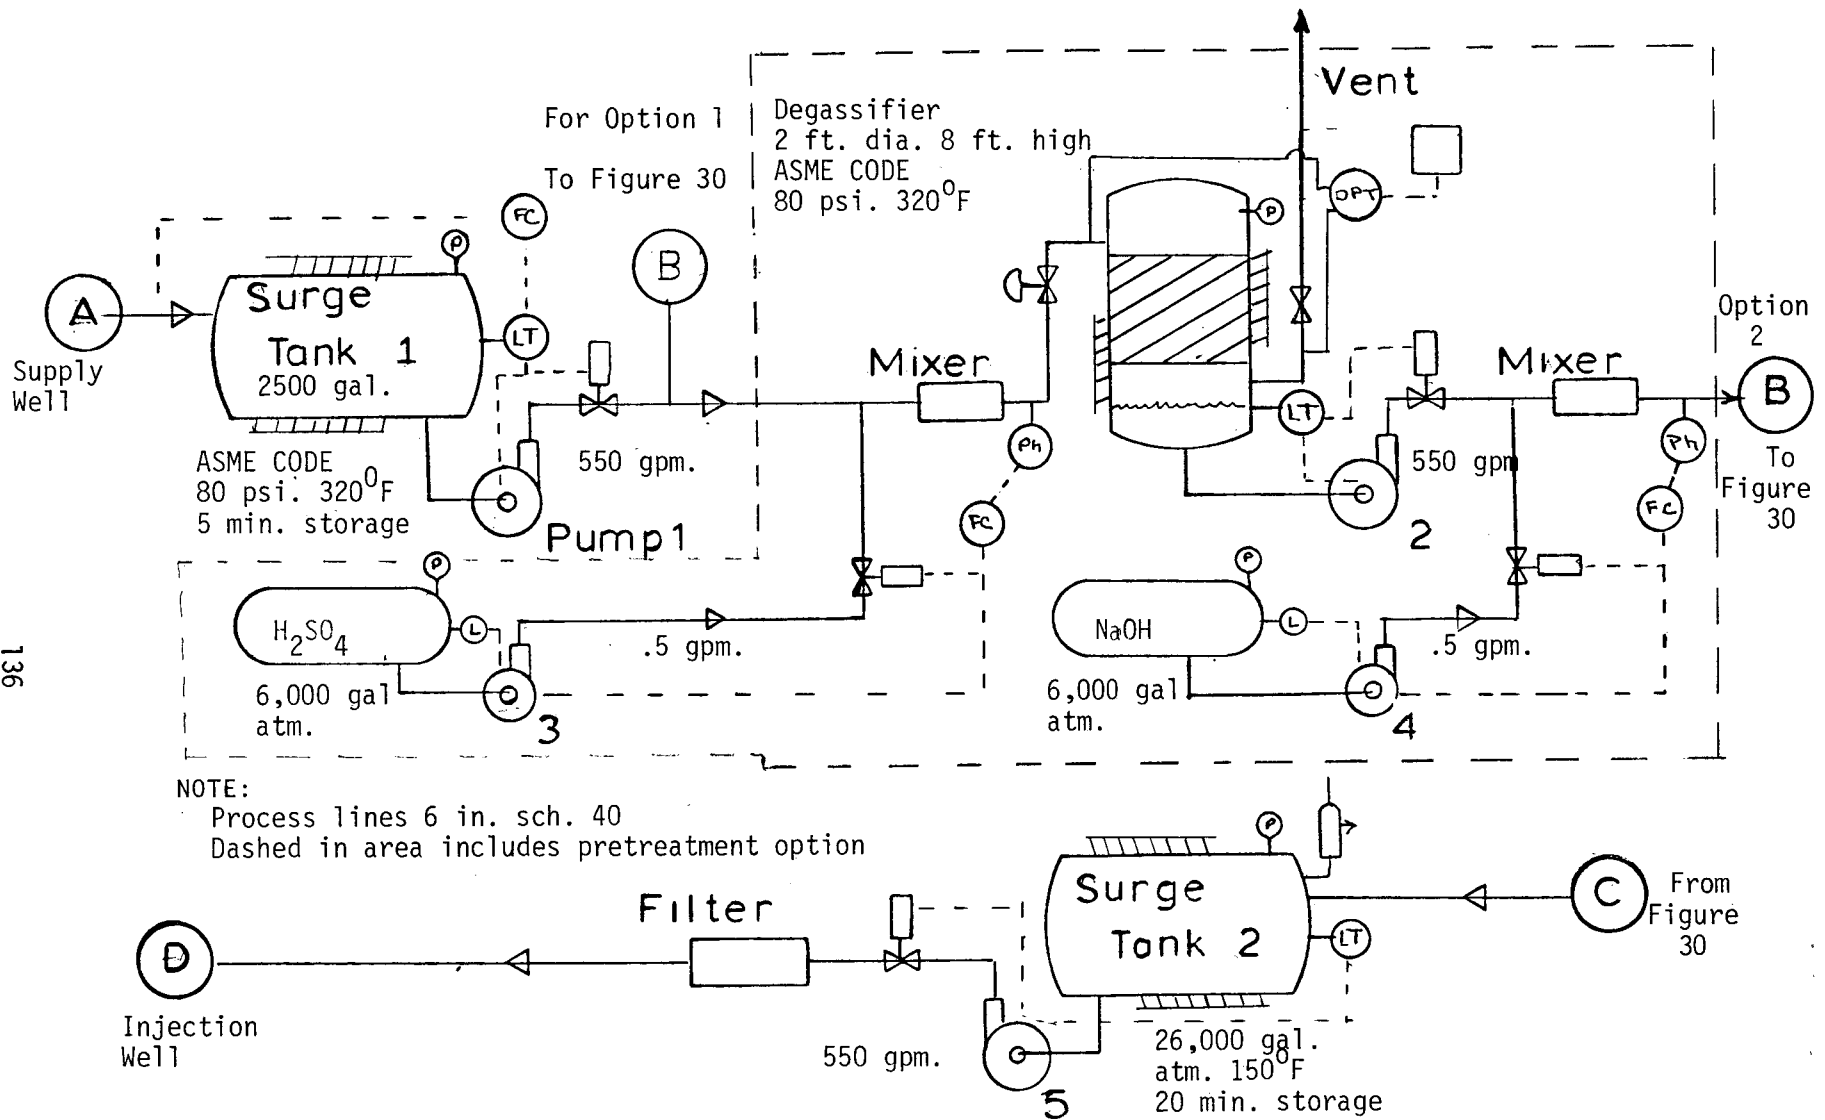 Vent
For Option 1
To Figure 30
Degassifier
2 ft. dia. 8 ft. high
ASME CODE
80 psi. 320°F
DPT
P
FC
P
A
Supply
Well
Surge
Tank 1
2500 gal.
LT
B
ASME CODE
80 psi. 320°F
5 min. storage
550 gpm.
Pump 1
Mixer
Ph
FC
LT
550 gpm
2
Mixer
Option
2
B
To
Figure
30
Ph
FC
P
H2SO4
L
.5 gpm.
6,000 gal
atm.
3
P
NaOH
L
.5 gpm.
6,000 gal
atm.
4
136
NOTE:
Process lines 6 in. sch. 40
Dashed in area includes pretreatment option
P
Surge
Tank 2
LT
C
From
Figure
30
26,000 gal.
atm. 150°F
20 min. storage
Filter
550 gpm.
5
D
Injection
Well